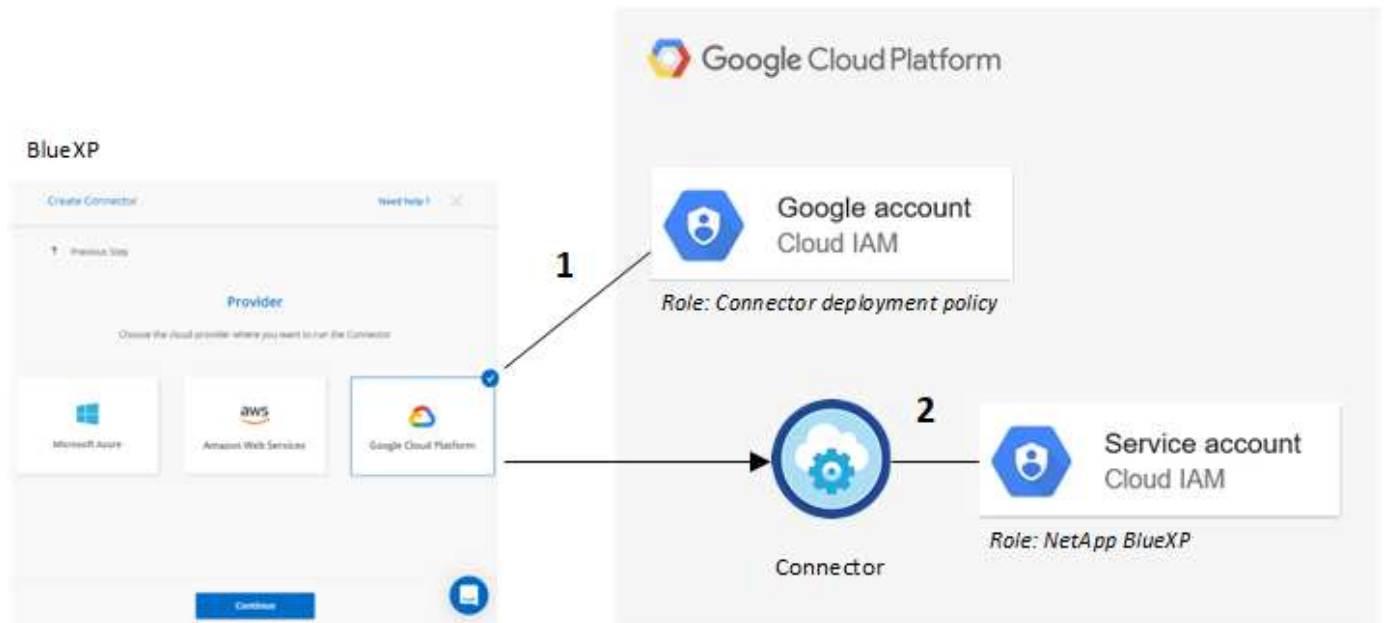 Google Cloud Platform
BlueXP
Create Connector
Need help?
Previous Step
Provider
Choose the cloud provider where you want to run the Connector
Microsoft Azure
aws
Amazon Web Services
Google Cloud Platform
Continue
1
Google account
Cloud IAM
Role: Connector deployment policy
2
Connector
Service account
Cloud IAM
Role: NetApp BlueXP